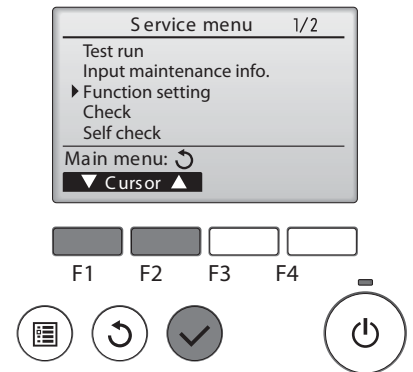 Service menu 1/2
Test run
Input maintenance info.
Function setting
Check
Self check
Main menu:
Cursor
F1 F2 F3 F4